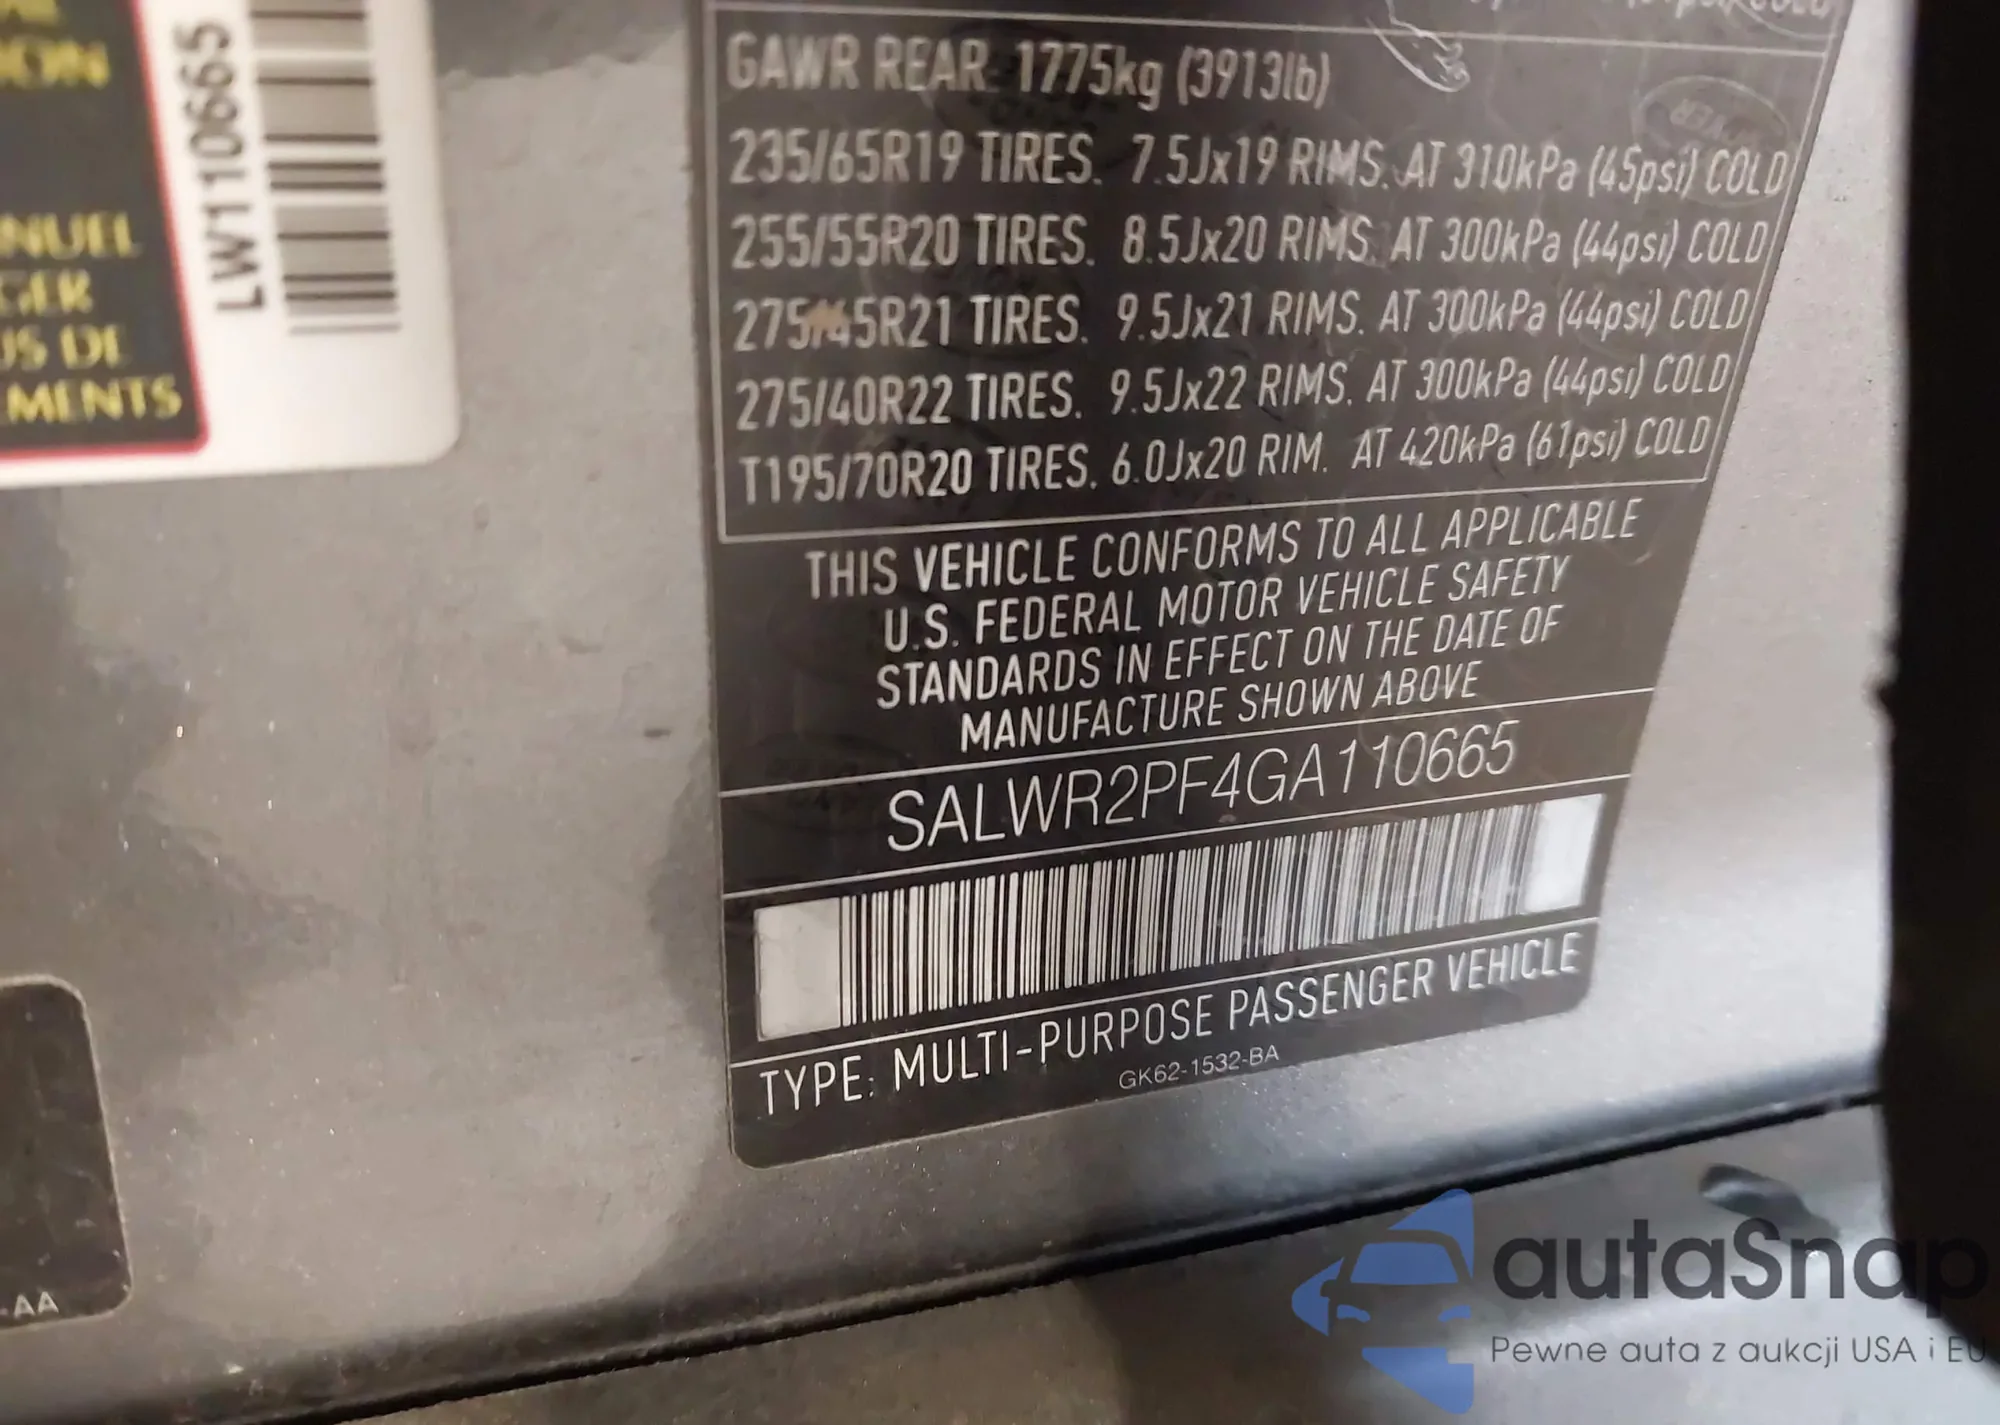 ION
NUEL
GER
US DE
EMENTS
LW110665
GAWR REAR 1775kg (3913lb)
235/65R19 TIRES. 7.5Jx19 RIMS. AT 310kPa (45psi) COLD
255/55R20 TIRES. 8.5Jx20 RIMS. AT 300kPa (44psi) COLD
275/45R21 TIRES. 9.5Jx21 RIMS. AT 300kPa (44psi) COLD
275/40R22 TIRES. 9.5Jx22 RIMS. AT 300kPa (44psi) COLD
T195/70R20 TIRES. 6.0Jx20 RIM. AT 420kPa (61psi) COLD
THIS VEHICLE CONFORMS TO ALL APPLICABLE
U.S. FEDERAL MOTOR VEHICLE SAFETY
STANDARDS IN EFFECT ON THE DATE OF
MANUFACTURE SHOWN ABOVE
SALWR2PF4GA110665
TYPE: MULTI-PURPOSE PASSENGER VEHICLE
GK62-1532-BA
-AA
autaSnap
Pewne auta z aukcji USA i EU